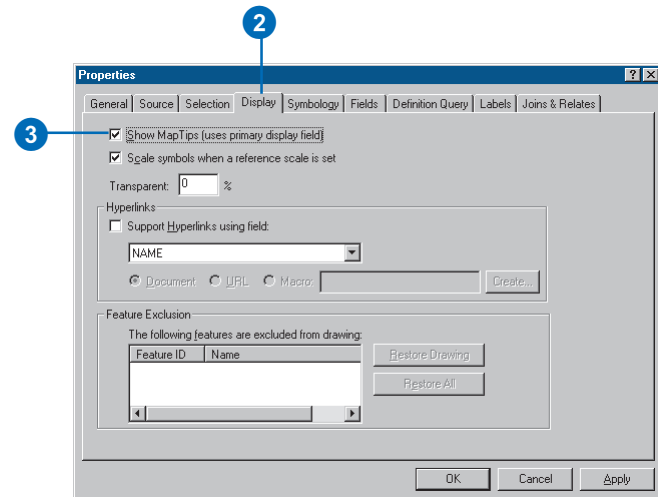 2
Properties
General Source Selection Display Symbology Fields Definition Query Labels Joins & Relates
3
Show MapTips (uses primary display field)
Scale symbols when a reference scale is set
Transparent: 0 %
Hyperlinks
Support Hyperlinks using field:
NAME
Document URL Macro: Create...
Feature Exclusion
The following features are excluded from drawing:
Feature ID Name
Restore Drawing
Restore All
OK Cancel Apply